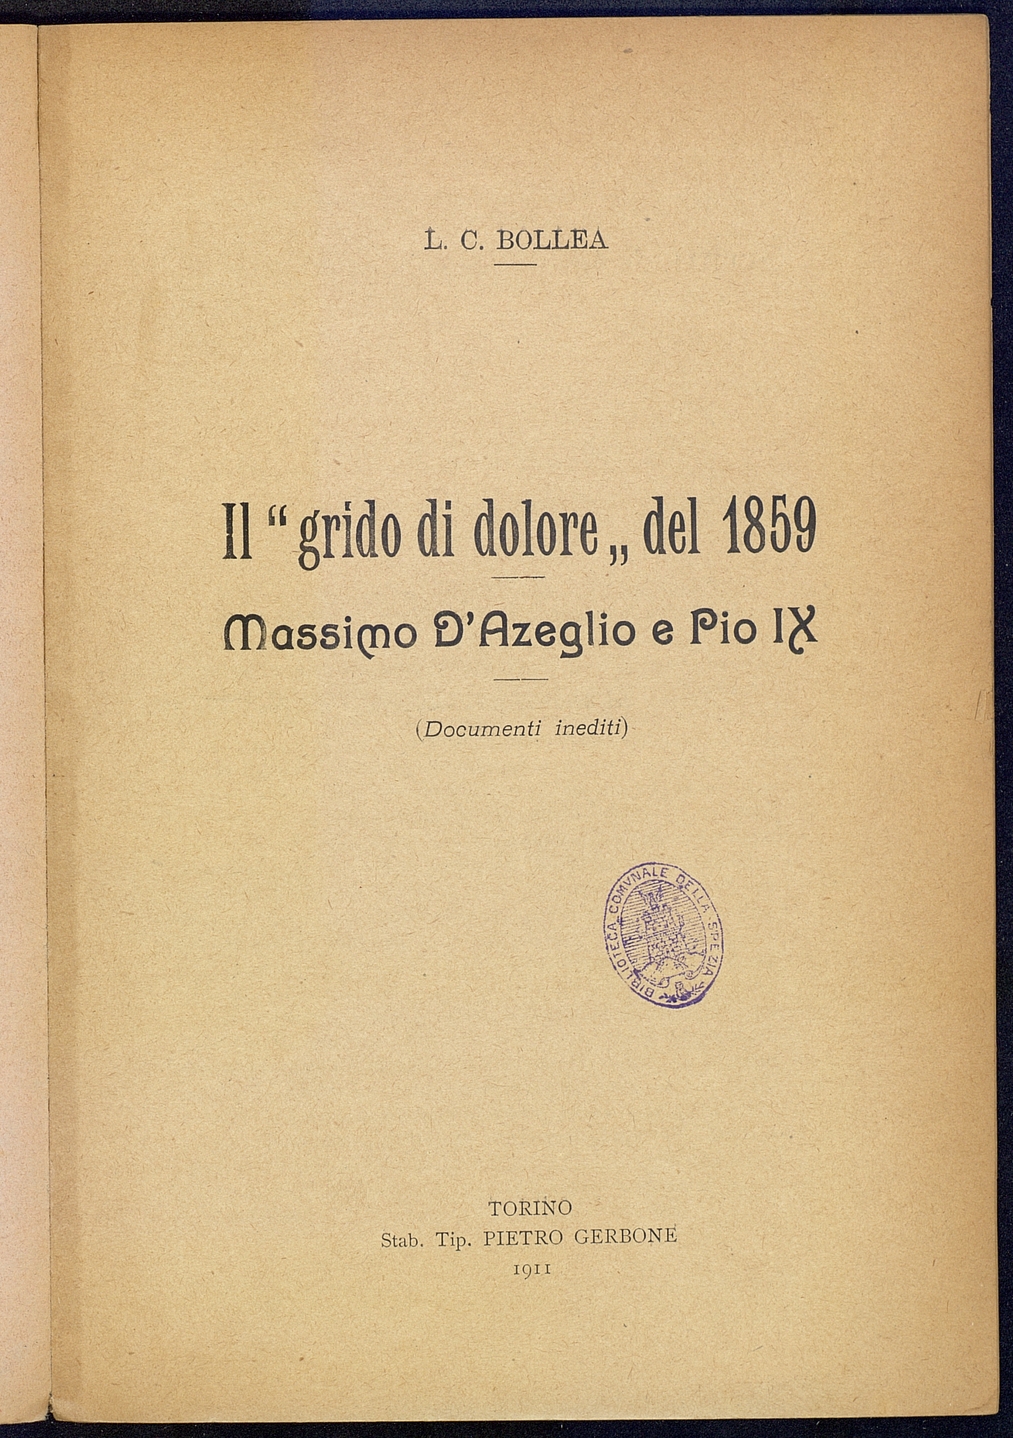 L. C. BOLLEA
Il “ grido di dolore „ del 1859
Massimo D'Azeglio e Pio IX
(Documenti inediti)
BIBLIOTECA COMVNALE DELLA SPEZIA
TORINO
Stab. Tip. PIETRO GERBONE
1911